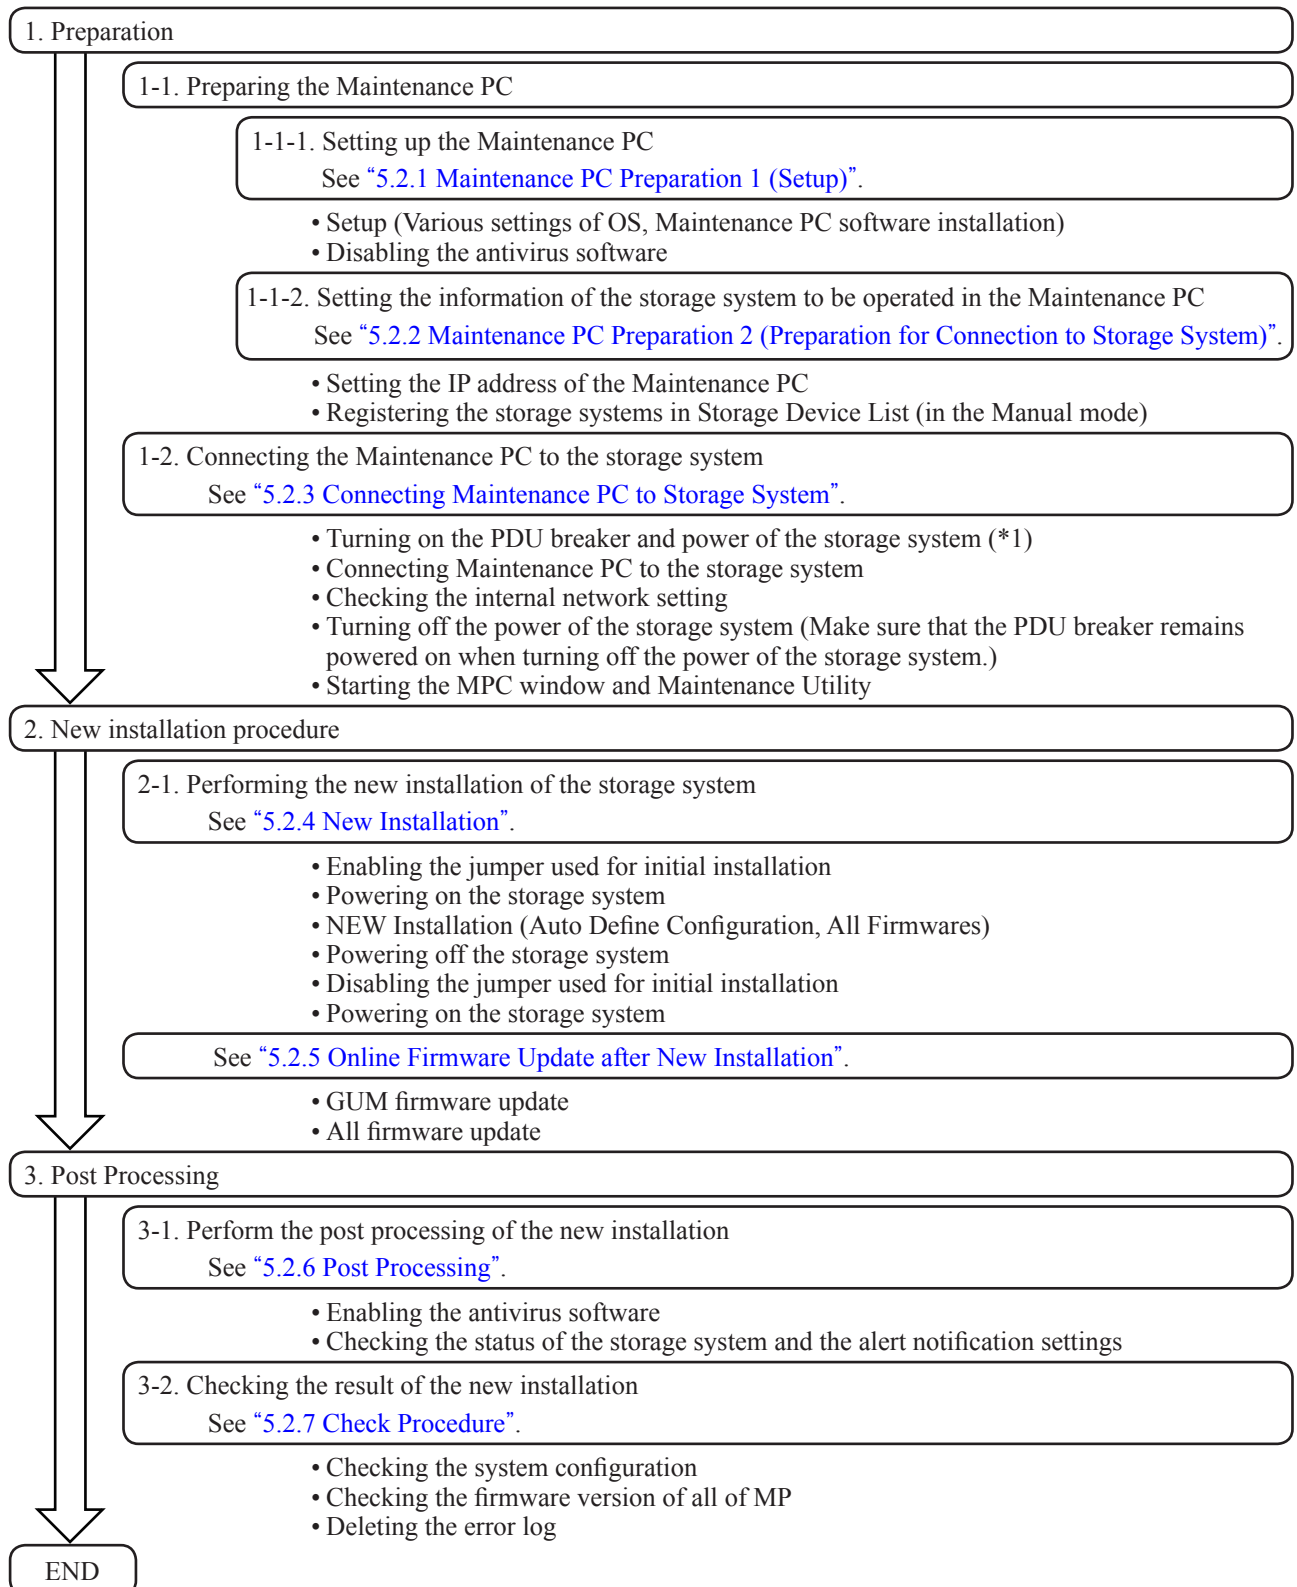 1. Preparation
1-1. Preparing the Maintenance PC
1-1-1. Setting up the Maintenance PC
See “5.2.1 Maintenance PC Preparation 1 (Setup)”.
• Setup (Various settings of OS, Maintenance PC software installation)
• Disabling the antivirus software
1-1-2. Setting the information of the storage system to be operated in the Maintenance PC
See “5.2.2 Maintenance PC Preparation 2 (Preparation for Connection to Storage System)”.
• Setting the IP address of the Maintenance PC
• Registering the storage systems in Storage Device List (in the Manual mode)
1-2. Connecting the Maintenance PC to the storage system
See “5.2.3 Connecting Maintenance PC to Storage System”.
• Turning on the PDU breaker and power of the storage system (*1)
• Connecting Maintenance PC to the storage system
• Checking the internal network setting
• Turning off the power of the storage system (Make sure that the PDU breaker remains
powered on when turning off the power of the storage system.)
• Starting the MPC window and Maintenance Utility
2. New installation procedure
2-1. Performing the new installation of the storage system
See “5.2.4 New Installation”.
• Enabling the jumper used for initial installation
• Powering on the storage system
• NEW Installation (Auto Define Configuration, All Firmwares)
• Powering off the storage system
• Disabling the jumper used for initial installation
• Powering on the storage system
See “5.2.5 Online Firmware Update after New Installation”.
• GUM firmware update
• All firmware update
3. Post Processing
3-1. Perform the post processing of the new installation
See “5.2.6 Post Processing”.
• Enabling the antivirus software
• Checking the status of the storage system and the alert notification settings
3-2. Checking the result of the new installation
See “5.2.7 Check Procedure”.
• Checking the system configuration
• Checking the firmware version of all of MP
• Deleting the error log
END